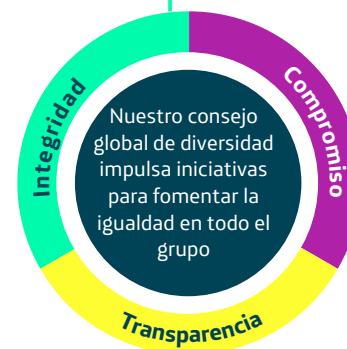 Integridad
Compromiso
Nuestro consejo
global de diversidad
impulsa iniciativas
para fomentar la
igualdad en todo el
grupo
Transparencia